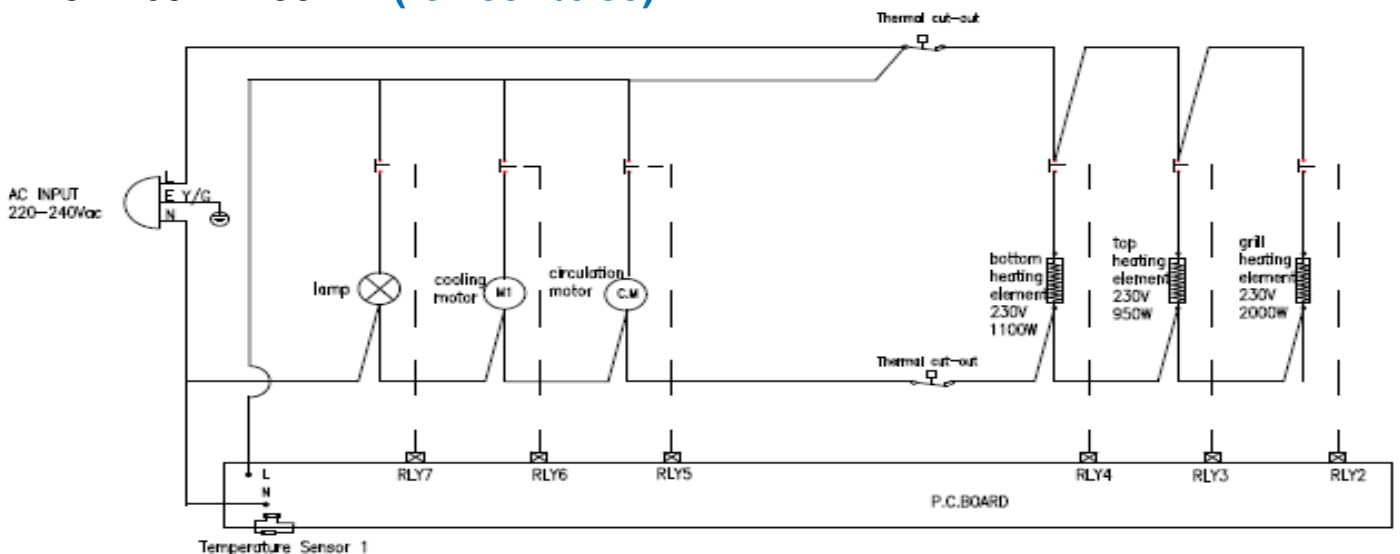 Thermal cut-out
L
AC INPUT
220-240Vac
E Y/G
N
lamp
cooling
motor
M1
circulation
motor
C.M
bottom
heating
element
230V
1100W
top
heating
element
230V
950W
grill
heating
element
230V
2000W
Thermal cut-out
L
N
RLY7
RLY6
RLY5
RLY4
RLY3
RLY2
P.C.BOARD
Temperature Sensor 1